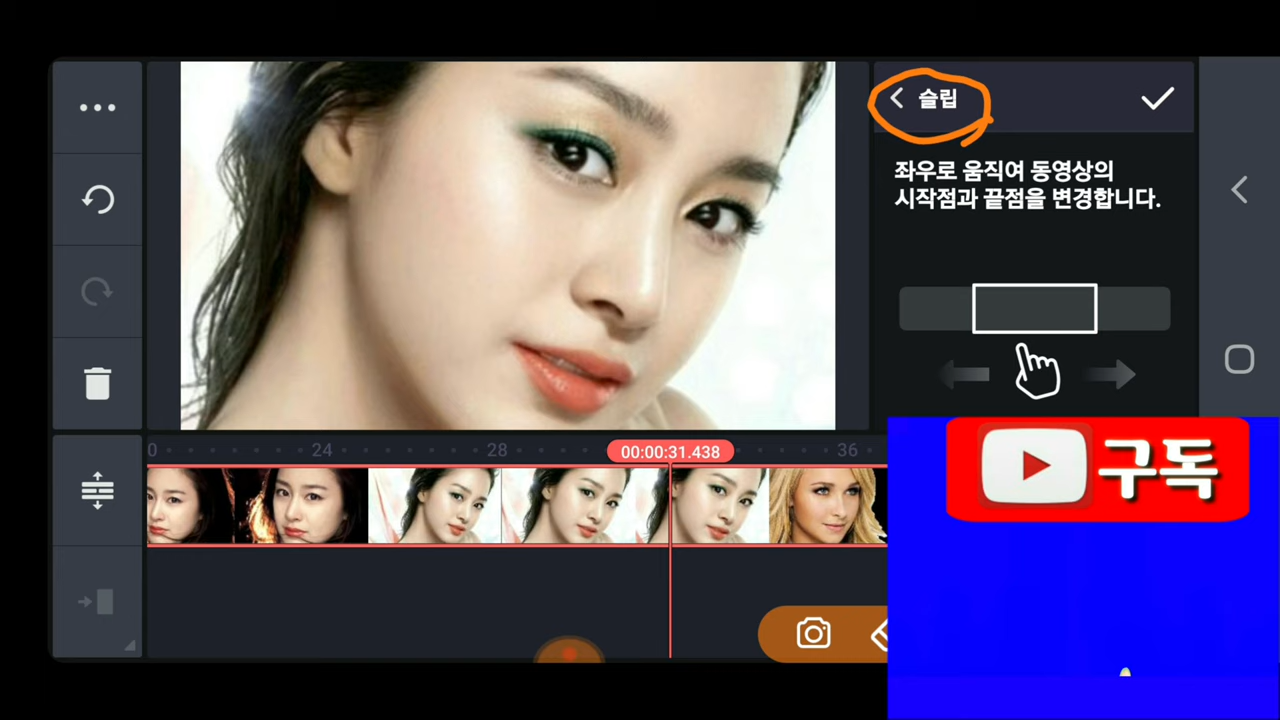 슬립
좌우로 움직여 동영상의
시작점과 끝점을 변경합니다.
0
24
28
00:00:31.438
36
구독